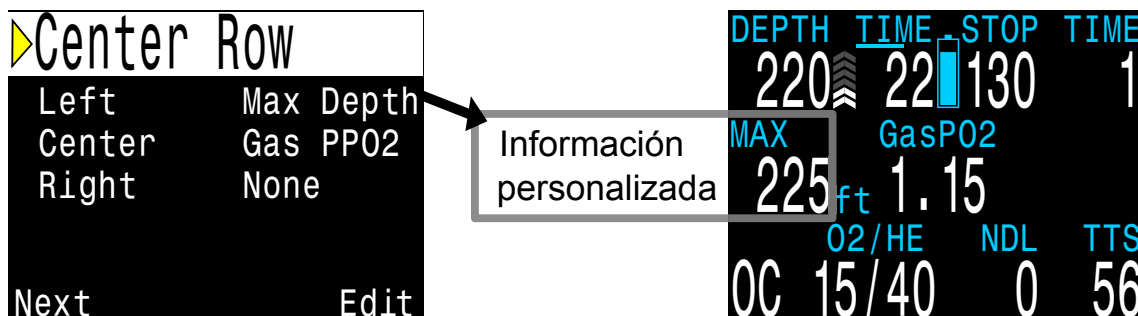 Center Row
Left Max Depth
Center Gas PPO2
Right None
Next Edit
Información
personalizada
DEPTH TIME STOP TIME
220 22 130 1
MAX GasPO2
225 ft 1.15
O2/HE NDL TTS
OC 15/40 0 56